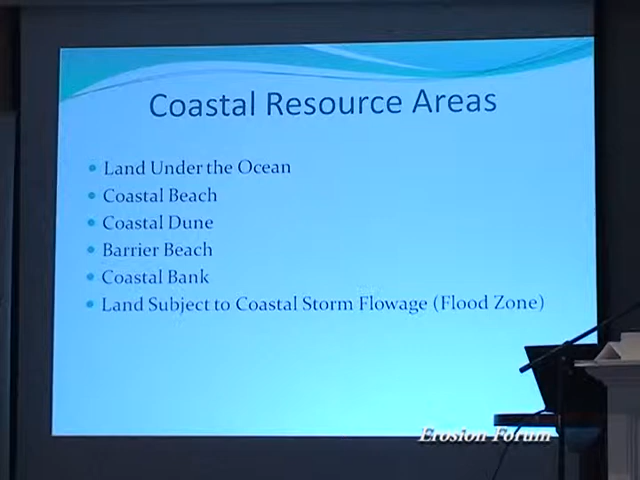 Coastal Resource Areas
Land Under the Ocean
Coastal Beach
Coastal Dune
Barrier Beach
Coastal Bank
Land Subject to Coastal Storm Flowage (Flood Zone)
Erosion Forum